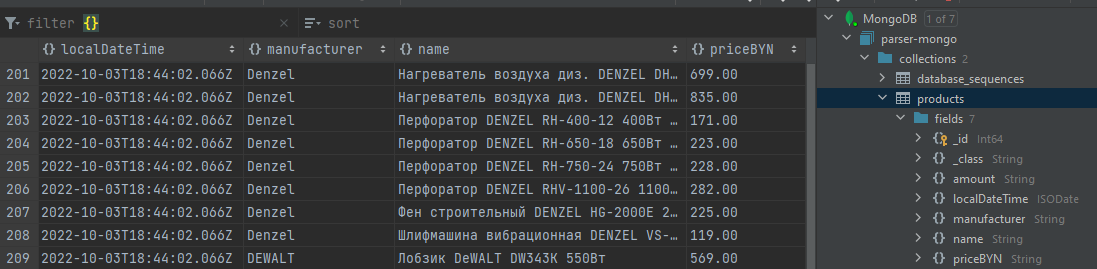 filter {} × sort
{} localDateTime {} manufacturer {} name {} priceBYN
201 2022-10-03T18:44:02.066Z Denzel Нагреватель воздуха диз. DENZEL DH… 699.00
202 2022-10-03T18:44:02.066Z Denzel Нагреватель воздуха диз. DENZEL DH… 835.00
203 2022-10-03T18:44:02.066Z Denzel Перфоратор DENZEL RH-400-12 400Вт … 171.00
204 2022-10-03T18:44:02.066Z Denzel Перфоратор DENZEL RH-650-18 650Вт … 223.00
205 2022-10-03T18:44:02.066Z Denzel Перфоратор DENZEL RH-750-24 750Вт … 228.00
206 2022-10-03T18:44:02.066Z Denzel Перфоратор DENZEL RHV-1100-26 1100… 282.00
207 2022-10-03T18:44:02.066Z Denzel Фен строительный DENZEL HG-2000E 2… 225.00
208 2022-10-03T18:44:02.066Z Denzel Шлифмашина вибрационная DENZEL VS-… 119.00
209 2022-10-03T18:44:02.066Z DEWALT Лобзик DeWALT DW343K 550Вт 569.00
MongoDB 1 of 7
parser-mongo
collections 2
database_sequences
products
fields 7
{} _id Int64
{} _class String
{} amount String
{} localDateTime ISODate
{} manufacturer String
{} name String
{} priceBYN String